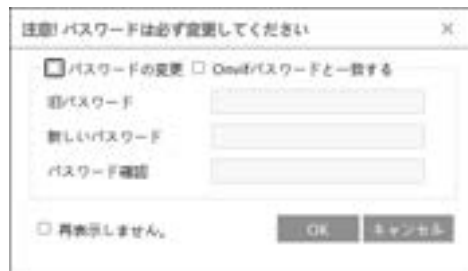 注意! パスワードは必ず変更してください
パスワードの変更 Onvifパスワードと一致する
旧パスワード
新しいパスワード
パスワード確認
再表示しません。
OK キャンセル